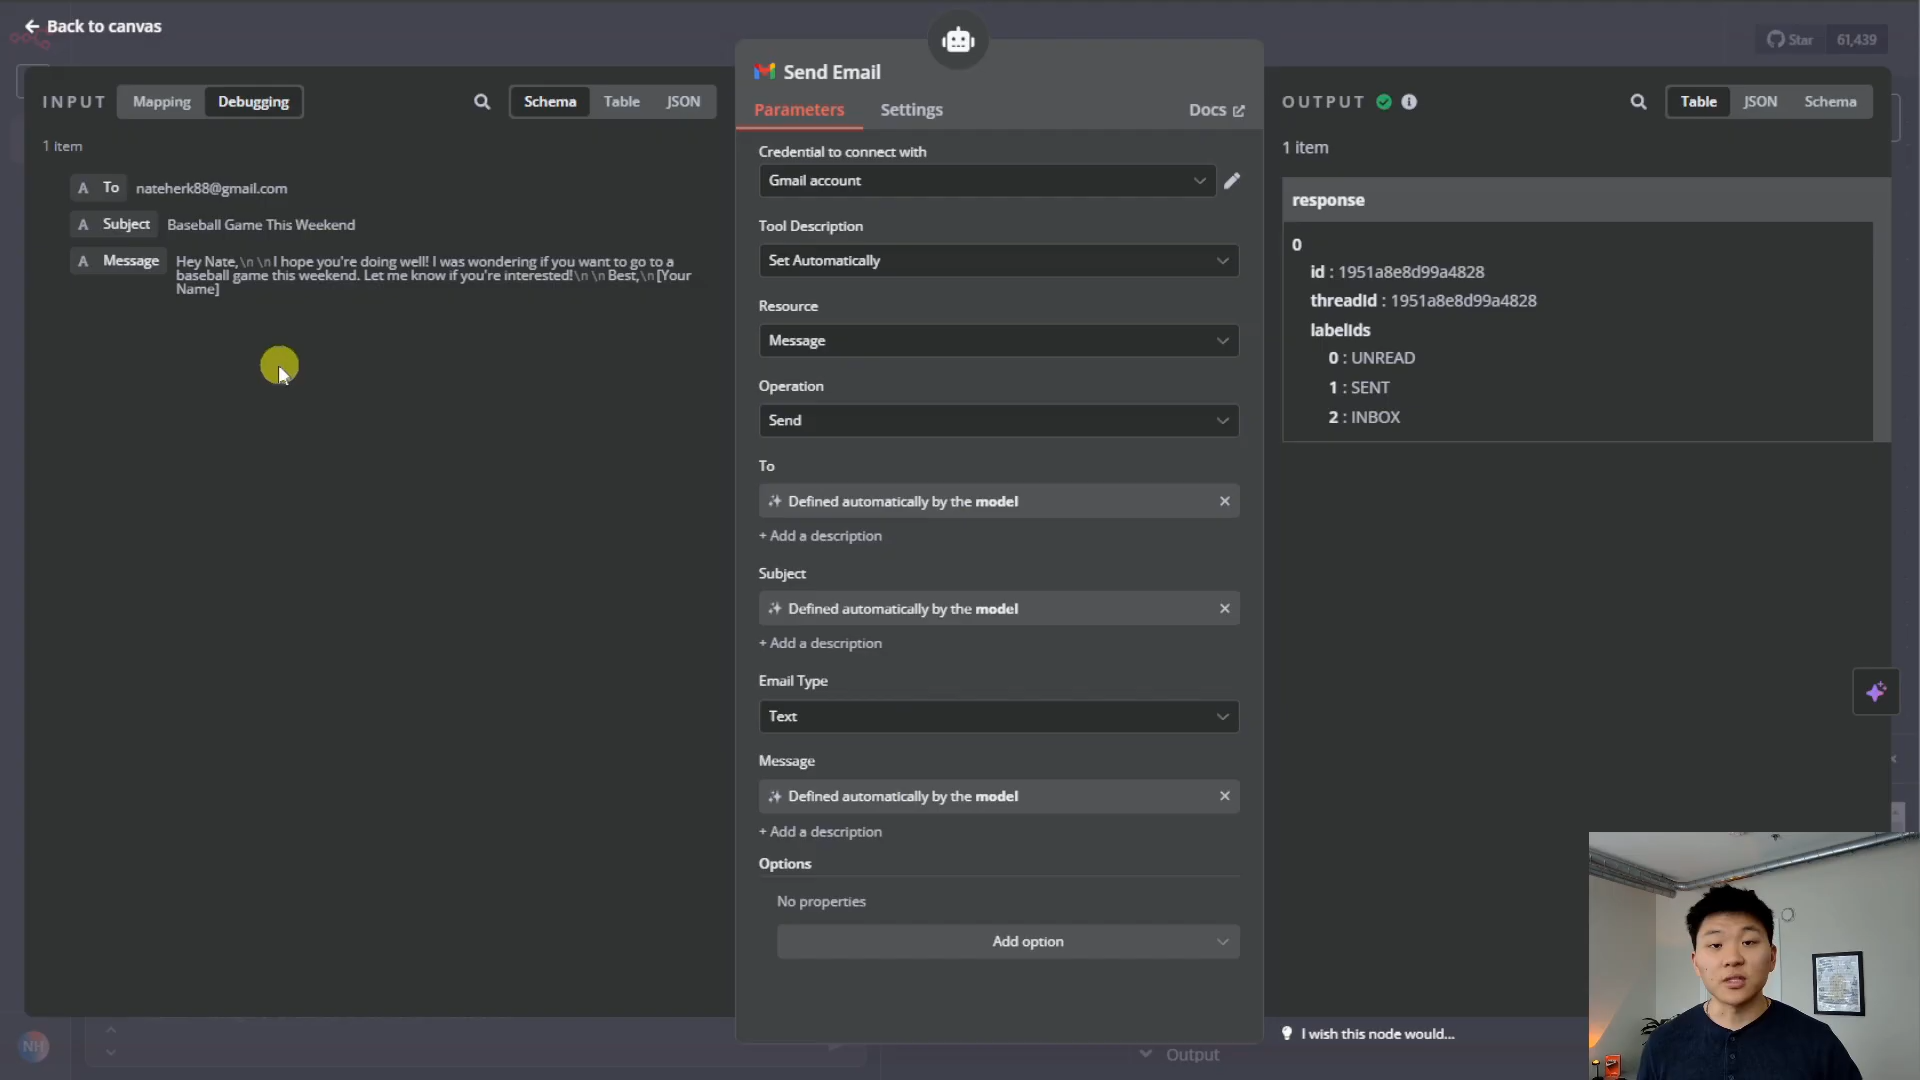 Back to canvas
Star 61,439
INPUT Mapping Debugging Schema Table JSON
1 item
A To nateherk88@gmail.com
A Subject Baseball Game This Weekend
A Message Hey Nate,\n\nI hope you're doing well! I was wondering if you want to go to a
baseball game this weekend. Let me know if you're interested!\n\nBest,\n[Your
Name]
Send Email
Parameters Settings Docs
Credential to connect with
Gmail account
Tool Description
Set Automatically
Resource
Message
Operation
Send
To
Defined automatically by the model
+ Add a description
Subject
Defined automatically by the model
+ Add a description
Email Type
Text
Message
Defined automatically by the model
+ Add a description
Options
No properties
Add option
OUTPUT Table JSON Schema
1 item
response
0
id : 1951a8e8d99a4828
threadId : 1951a8e8d99a4828
labelIds
0 : UNREAD
1 : SENT
2 : INBOX
I wish this node would...
NH
Output